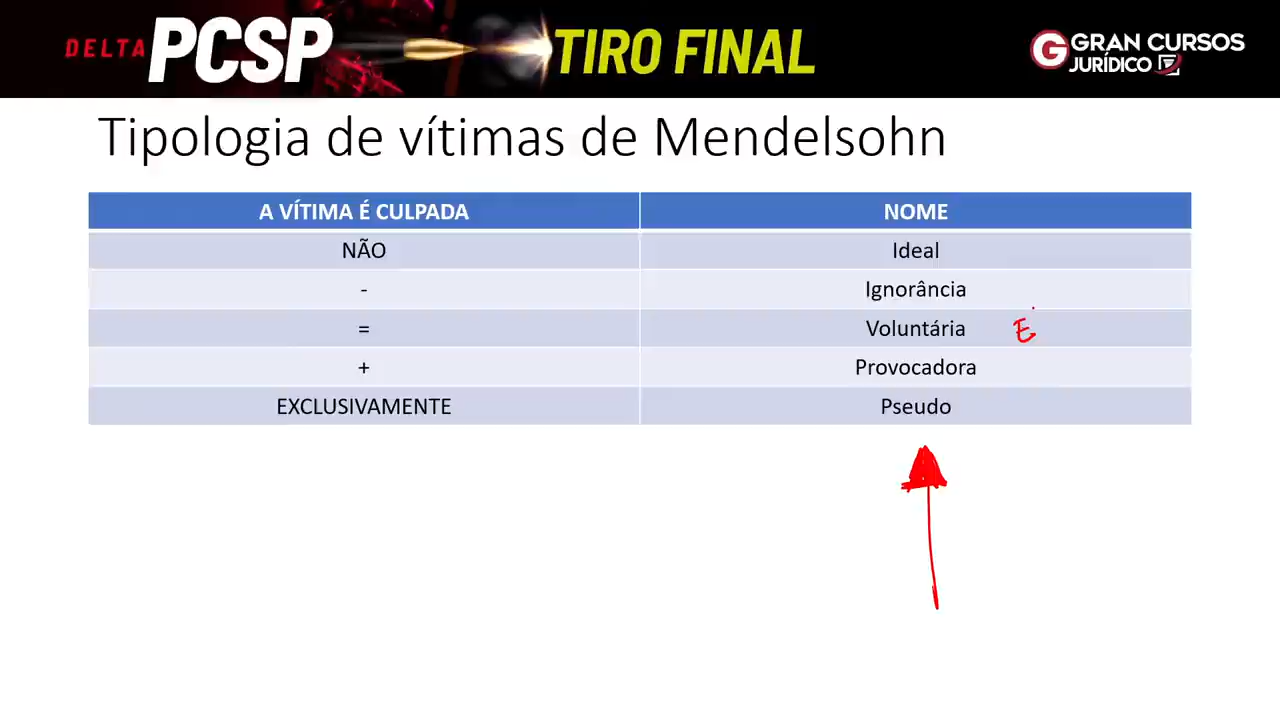 DELTA PCSP TIRO FINAL GRAN CURSOS JURÍDICO
Tipologia de vítimas de Mendelsohn
A VÍTIMA É CULPADA NOME
NÃO Ideal
- Ignorância
= Voluntária E
+ Provocadora
EXCLUSIVAMENTE Pseudo